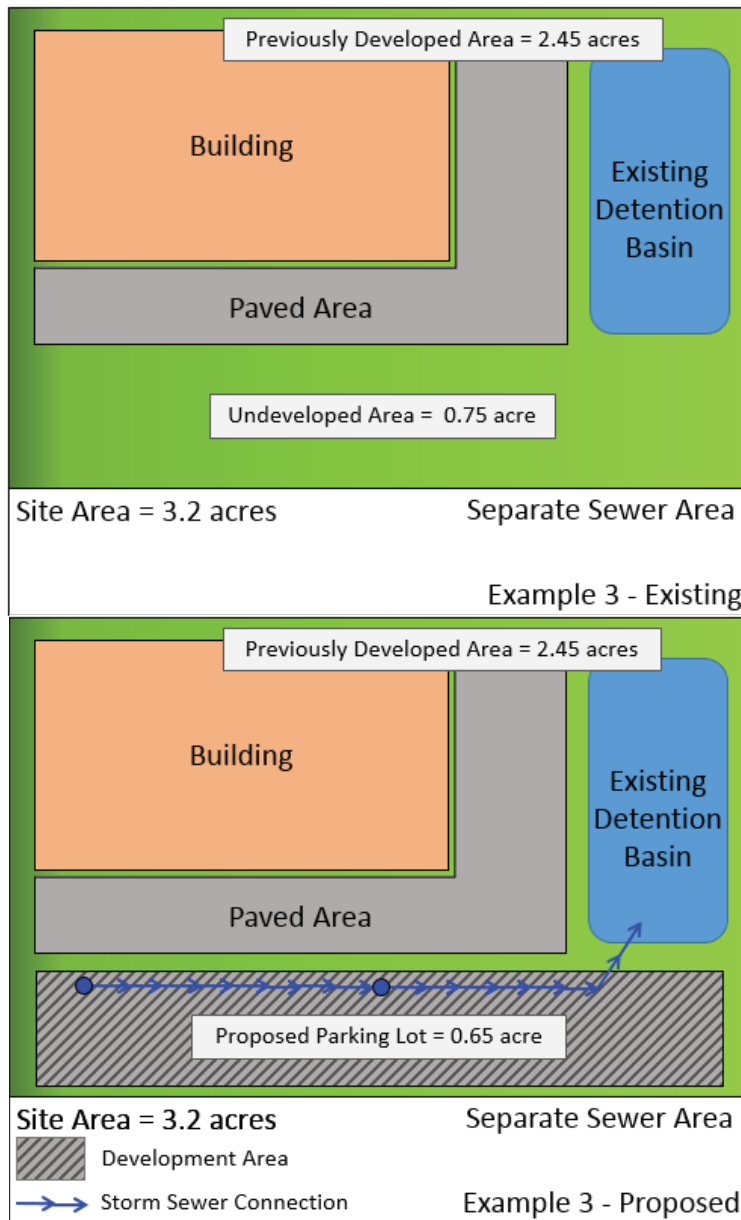 Previously Developed Area = 2.45 acres
Building
Existing
Detention
Basin
Paved Area
Undeveloped Area = 0.75 acre
Site Area = 3.2 acres
Separate Sewer Area
Example 3 - Existing
Previously Developed Area = 2.45 acres
Building
Existing
Detention
Basin
Paved Area
Proposed Parking Lot = 0.65 acre
Site Area = 3.2 acres
Separate Sewer Area
Development Area
Storm Sewer Connection
Example 3 - Proposed